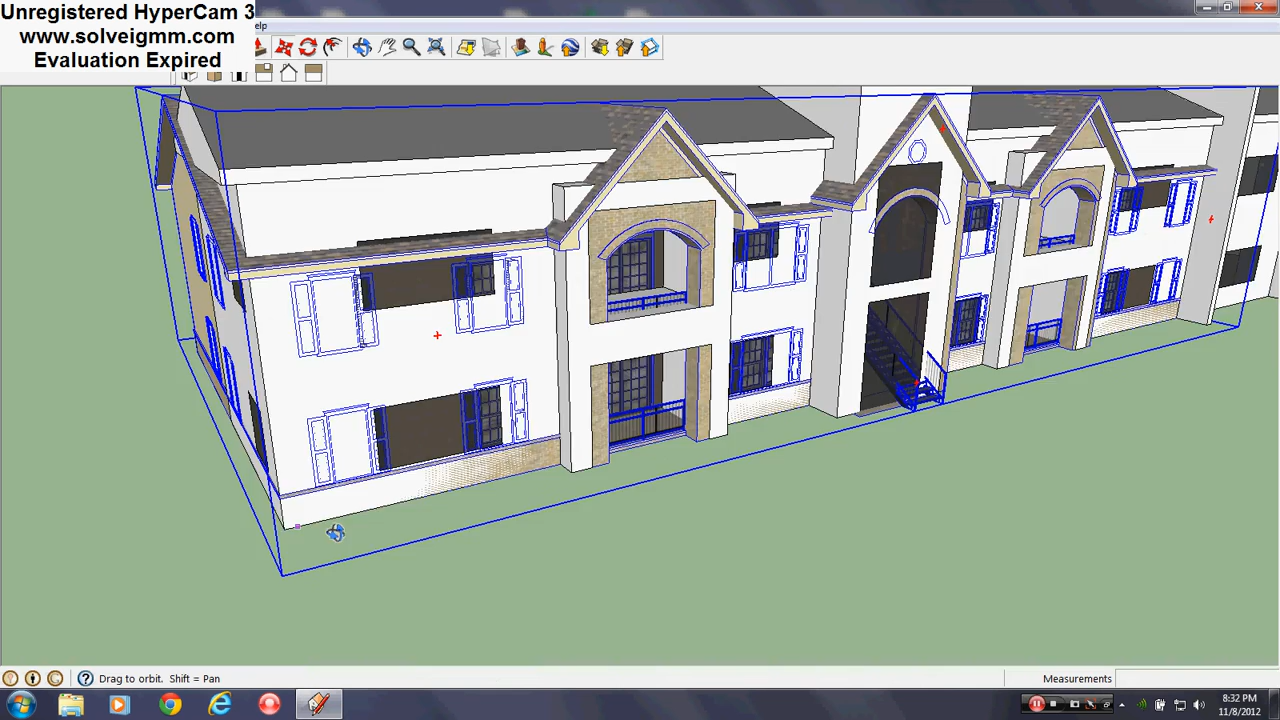 Unregistered HyperCam 3
www.solveigmm.com
Evaluation Expired
elp
Drag to orbit. Shift = Pan
Measurements
8:32 PM
11/8/2012